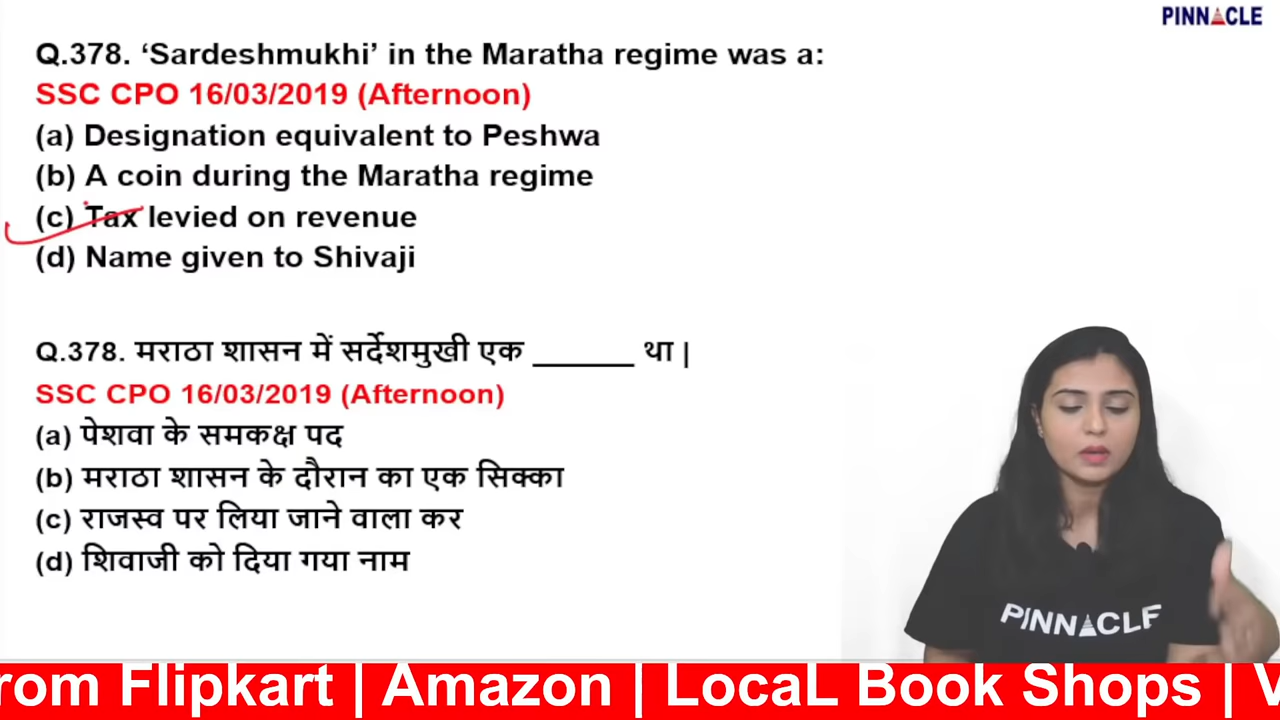 PINNACLE
Q.378. ‘Sardeshmukhi’ in the Maratha regime was a:
SSC CPO 16/03/2019 (Afternoon)
(a) Designation equivalent to Peshwa
(b) A coin during the Maratha regime
(c) Tax levied on revenue
(d) Name given to Shivaji
Q.378. मराठा शासन में सर्देशमुखी एक ______ था |
SSC CPO 16/03/2019 (Afternoon)
(a) पेशवा के समकक्ष पद
(b) मराठा शासन के दौरान का एक सिक्का
(c) राजस्व पर लिया जाने वाला कर
(d) शिवाजी को दिया गया नाम
PINNACLE
rom Flipkart | Amazon | LocaL Book Shops | V